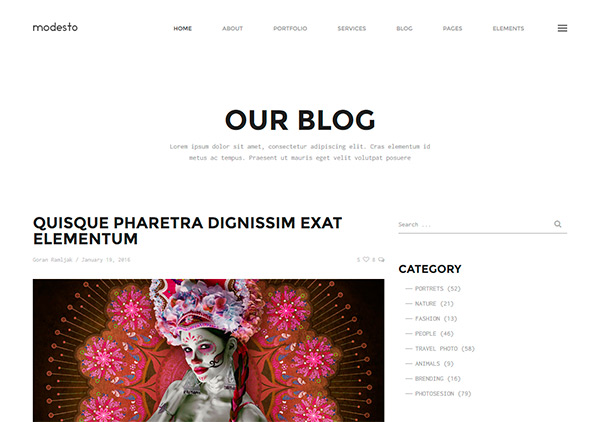 modesto
HOME ABOUT PORTFOLIO SERVICES BLOG PAGES ELEMENTS
OUR BLOG
Lorem ipsum dolor sit amet, consectetur adipiscing elit. Cras elementum id
metus ac tempus. Praesent ut mauris eget velit volutpat posuere
QUISQUE PHARETRA DIGNISSIM EXAT
ELEMENTUM
Goran Ramljak / January 19, 2016
5 8
Search ...
CATEGORY
PORTRETS (52)
NATURE (21)
FASHION (13)
PEOPLE (46)
TRAVEL PHOTO (58)
ANIMALS (9)
BRENDING (16)
PHOTOSESION (79)